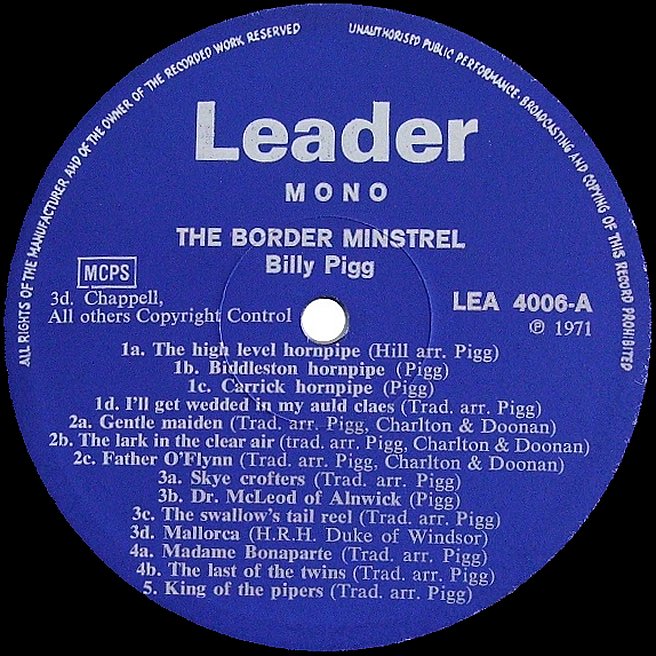 ALL RIGHTS OF THE MANUFACTURER AND OF THE OWNER OF THE RECORDED WORK RESERVED
UNAUTHORISED PUBLIC PERFORMANCE, BROADCASTING AND COPYING OF THIS RECORD PROHIBITED
Leader
MONO
THE BORDER MINSTREL
Billy Pigg
MCPS
3d. Chappell,
All others Copyright Control
LEA 4006-A
℗ 1971
1a. The high level hornpipe (Hill arr. Pigg)
1b. Biddleston hornpipe (Pigg)
1c. Carrick hornpipe (Pigg)
1d. I'll get wedded in my auld claes (Trad. arr. Pigg)
2a. Gentle maiden (Trad. arr. Pigg, Charlton & Doonan)
2b. The lark in the clear air (trad. arr. Pigg, Charlton & Doonan)
2c. Father O'Flynn (Trad. arr. Pigg, Charlton & Doonan)
3a. Skye crofters (Trad. arr. Pigg)
3b. Dr. McLeod of Alnwick (Pigg)
3c. The swallow's tail reel (Trad. arr. Pigg)
3d. Mallorca (H.R.H. Duke of Windsor)
4a. Madame Bonaparte (Trad. arr. Pigg)
4b. The last of the twins (Trad. arr. Pigg)
5. King of the pipers (Trad. arr. Pigg)